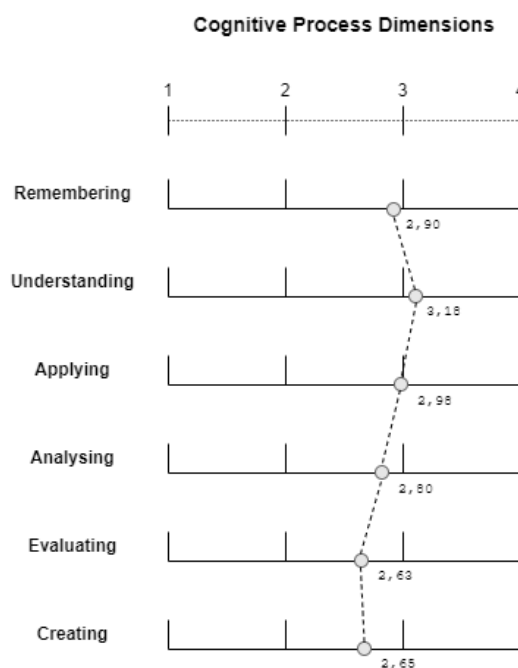 Cognitive Process Dimensions
1 2 3 4
Remembering
2,90
Understanding
3,18
Applying
2,98
Analysing
2,80
Evaluating
2,63
Creating
2,65